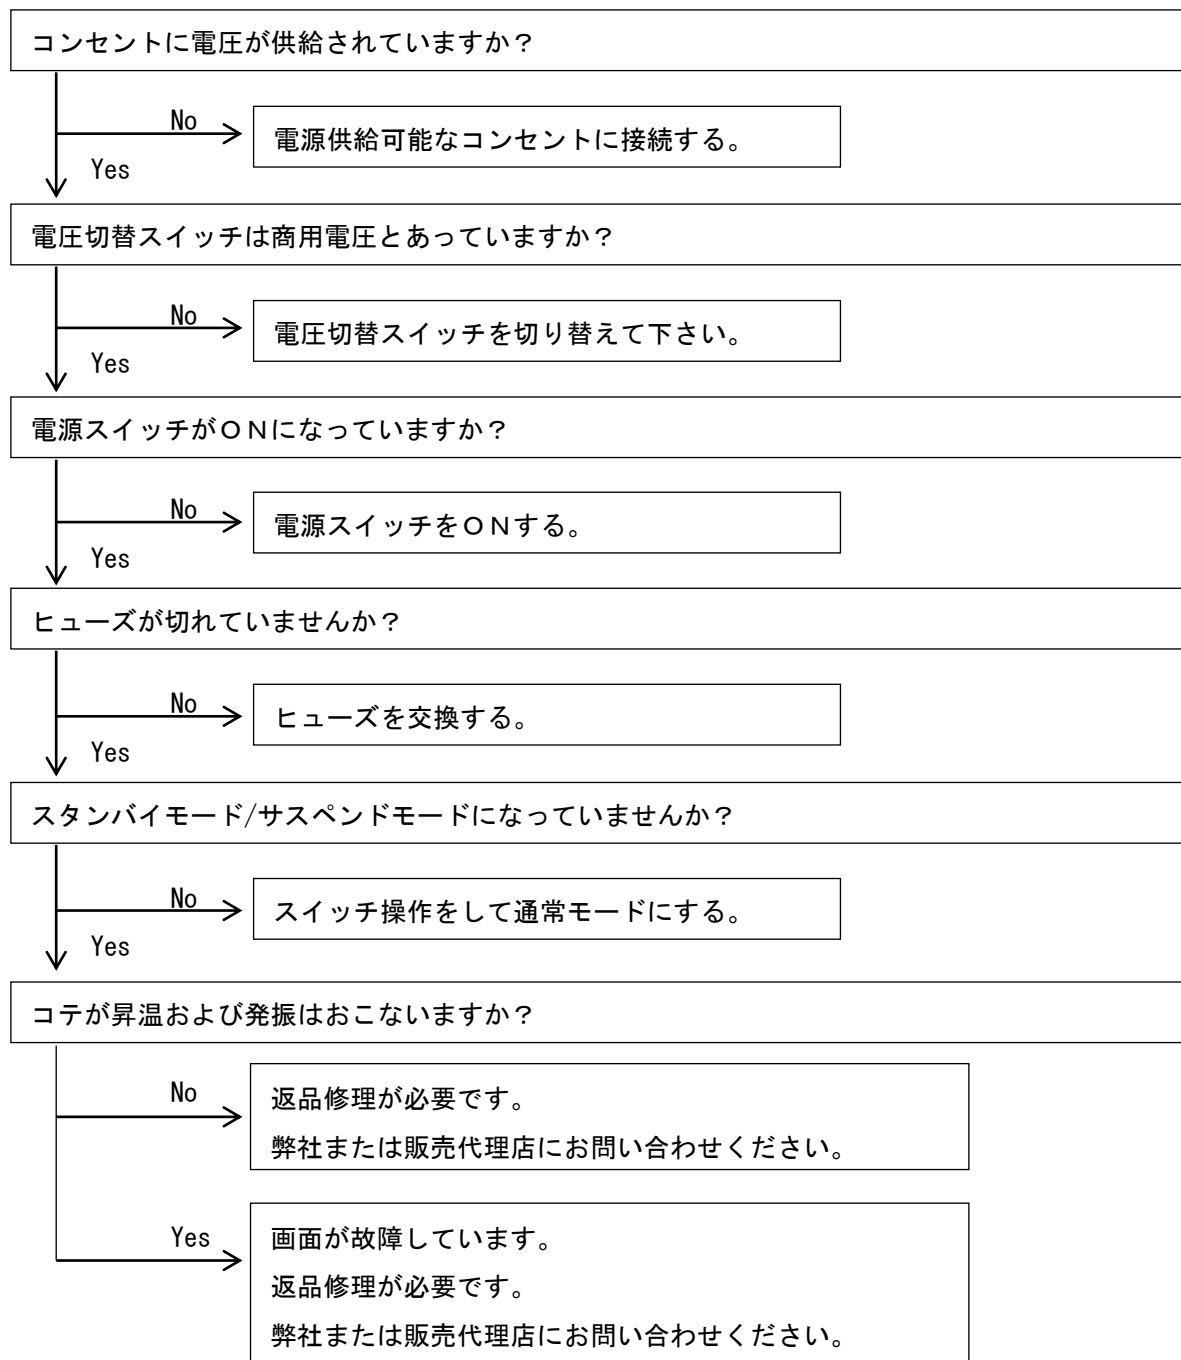 コンセントに電圧が供給されていますか？
No
電源供給可能なコンセントに接続する。
Yes
電圧切替スイッチは商用電圧とあっていますか？
No
電圧切替スイッチを切り替えて下さい。
Yes
電源スイッチがＯＮになっていますか？
No
電源スイッチをＯＮする。
Yes
ヒューズが切れていませんか？
No
ヒューズを交換する。
Yes
スタンバイモード/サスペンドモードになっていませんか？
No
スイッチ操作をして通常モードにする。
Yes
コテが昇温および発振はおこないますか？
No
返品修理が必要です。
弊社または販売代理店にお問い合わせください。
Yes
画面が故障しています。
返品修理が必要です。
弊社または販売代理店にお問い合わせください。